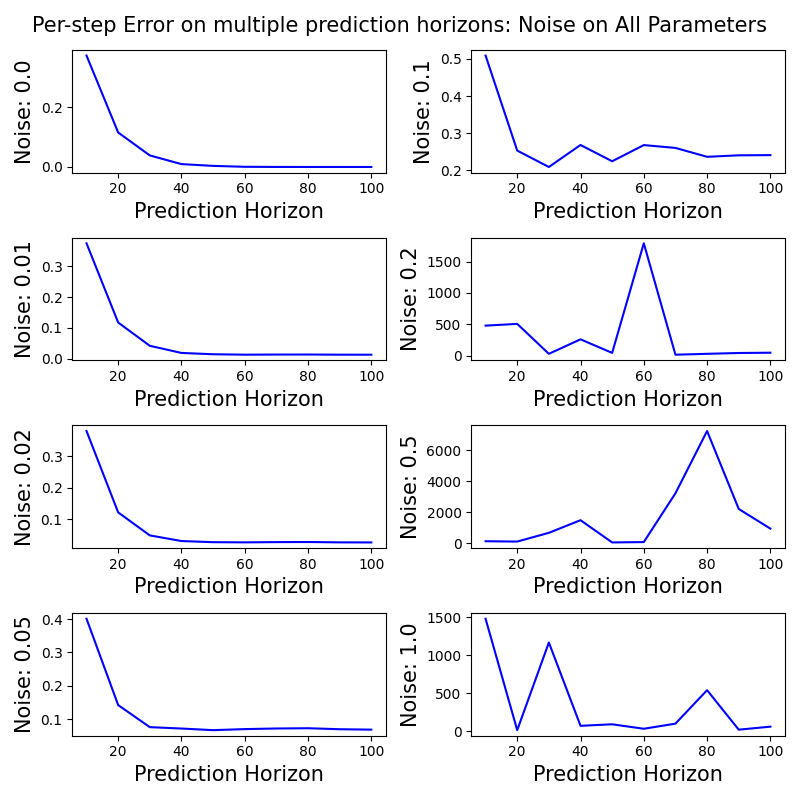 Per-step Error on multiple prediction horizons: Noise on All Parameters
Noise: 0.0
0.2
0.0
20 40 60 80 100
Prediction Horizon
Noise: 0.1
0.5
0.4
0.3
0.2
20 40 60 80 100
Prediction Horizon
Noise: 0.01
0.3
0.2
0.1
0.0
20 40 60 80 100
Prediction Horizon
Noise: 0.2
1500
1000
500
0
20 40 60 80 100
Prediction Horizon
Noise: 0.02
0.3
0.2
0.1
20 40 60 80 100
Prediction Horizon
Noise: 0.5
6000
4000
2000
0
20 40 60 80 100
Prediction Horizon
Noise: 0.05
0.4
0.3
0.2
0.1
20 40 60 80 100
Prediction Horizon
Noise: 1.0
1500
1000
500
0
20 40 60 80 100
Prediction Horizon